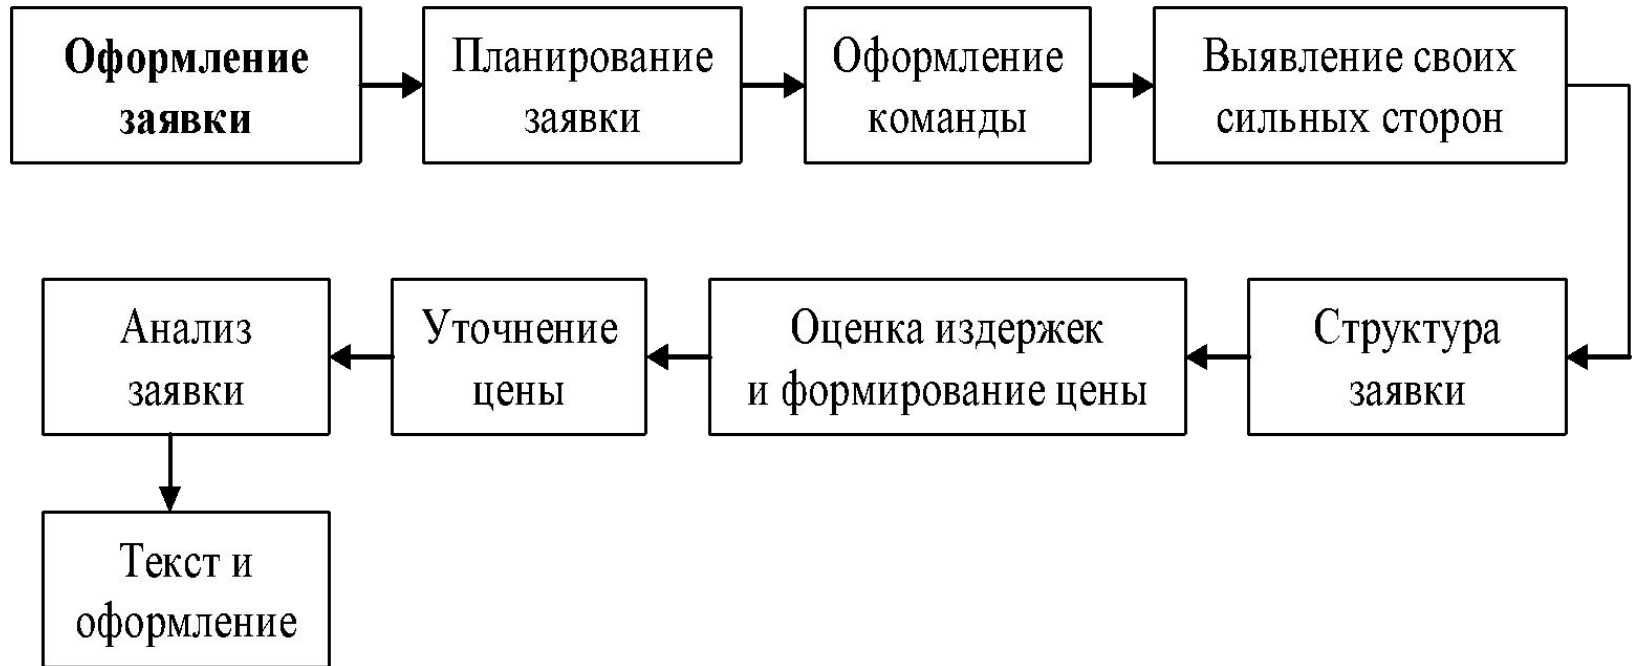 Оформление
заявки
Планирование
заявки
Оформление
команды
Выявление своих
сильных сторон
Структура
заявки
Оценка издержек
и формирование цены
Уточнение
цены
Анализ
заявки
Текст и
оформление